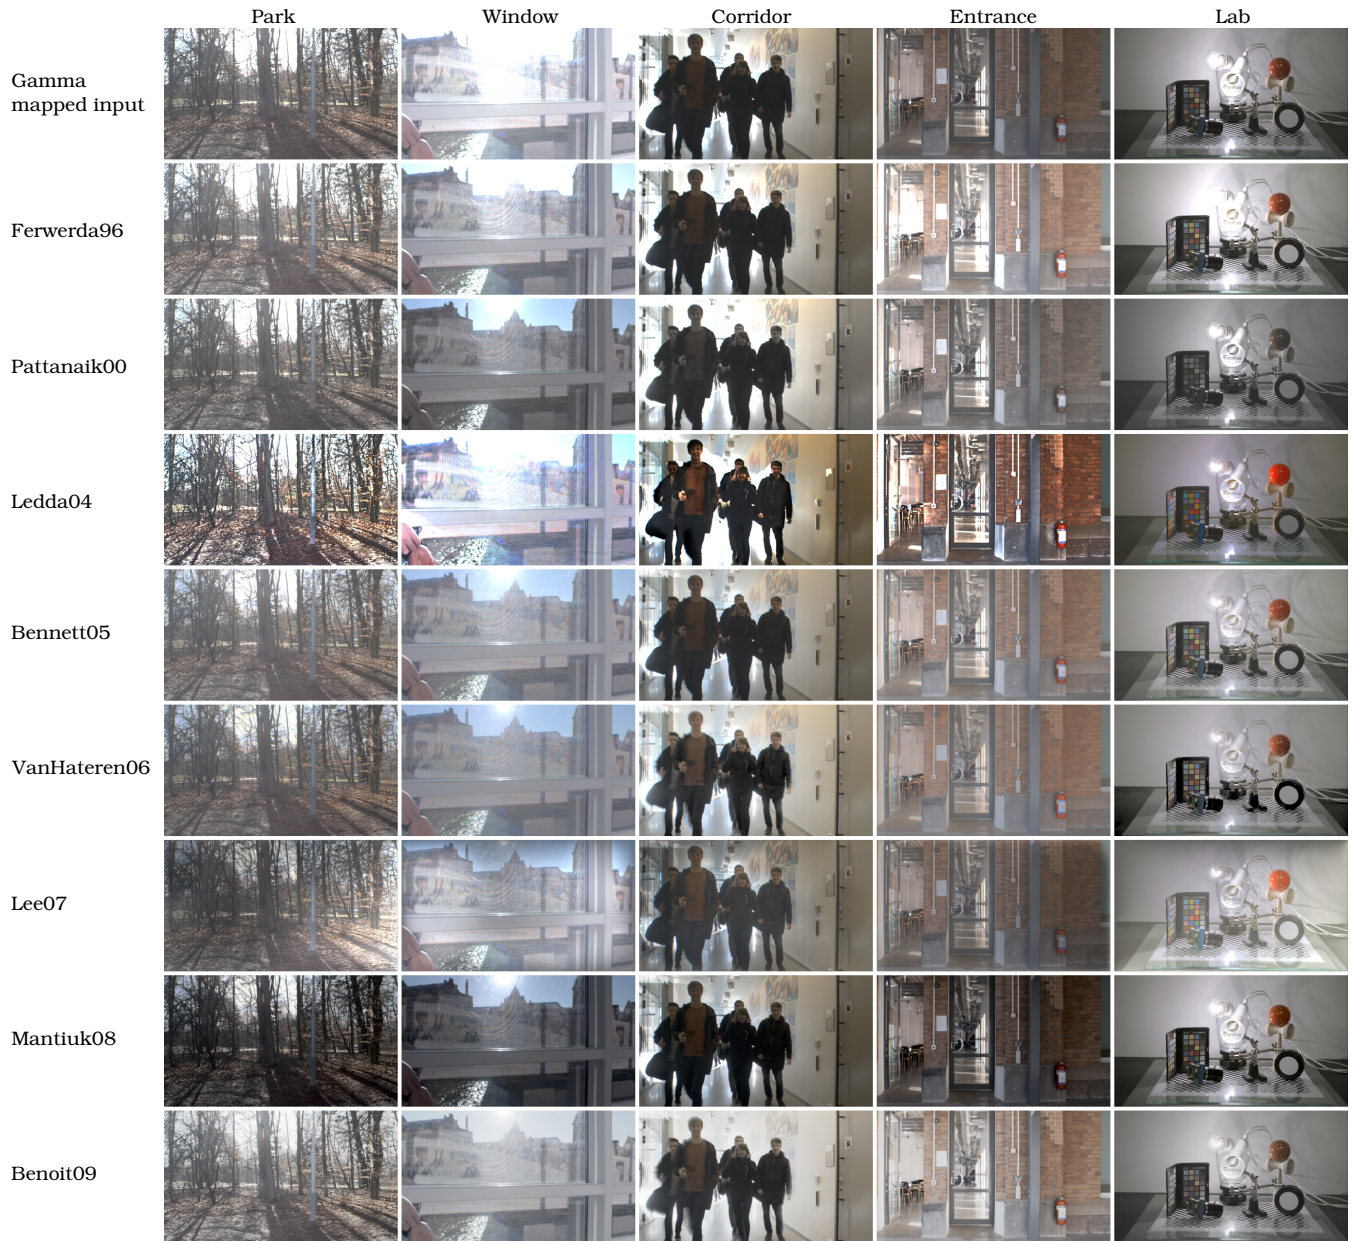 Park Window Corridor Entrance Lab
Gamma
mapped input
Ferwerda96
Pattanaik00
Ledda04
Bennett05
VanHateren06
Lee07
Mantiuk08
Benoit09